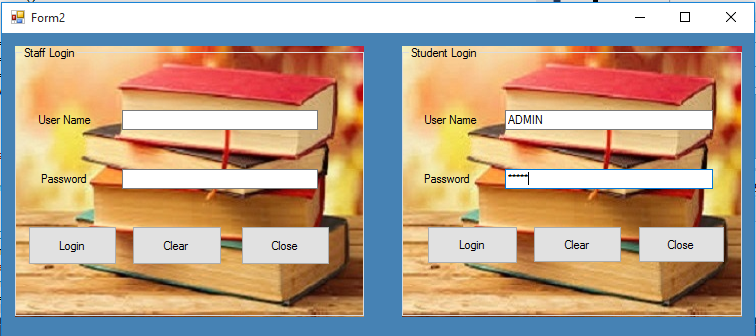 Form2
Staff Login
User Name
Password
Login Clear Close
Student Login
User Name ADMIN
Password *****
Login Clear Close